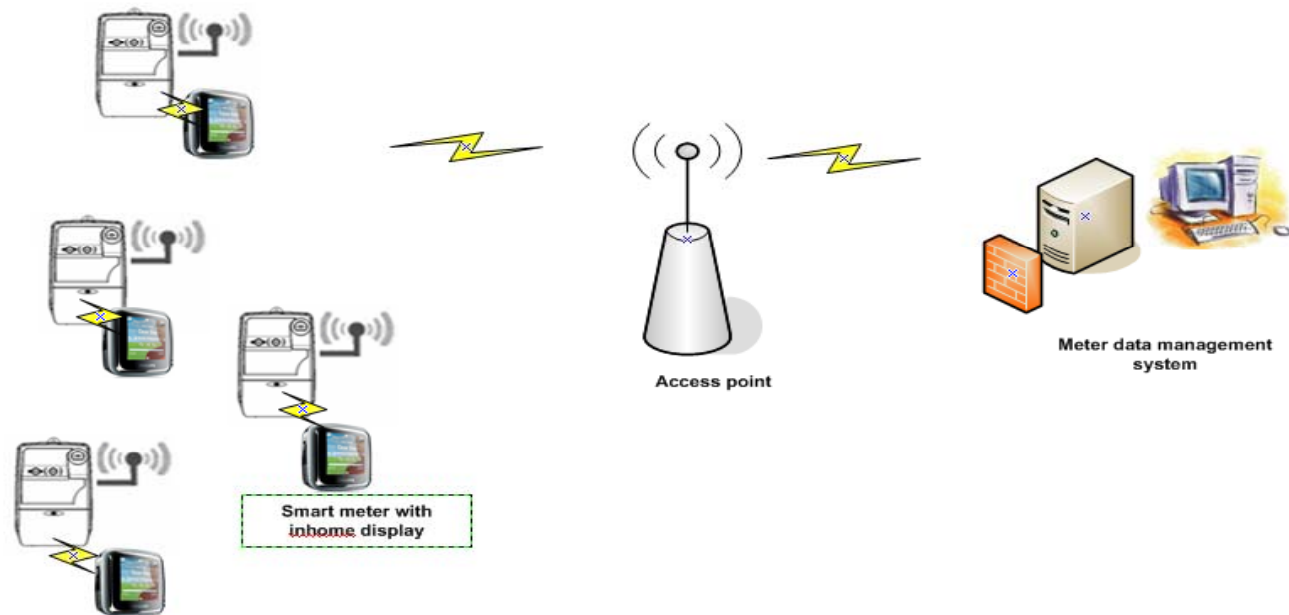 Access point
Meter data management
system
Smart meter with
inhome display